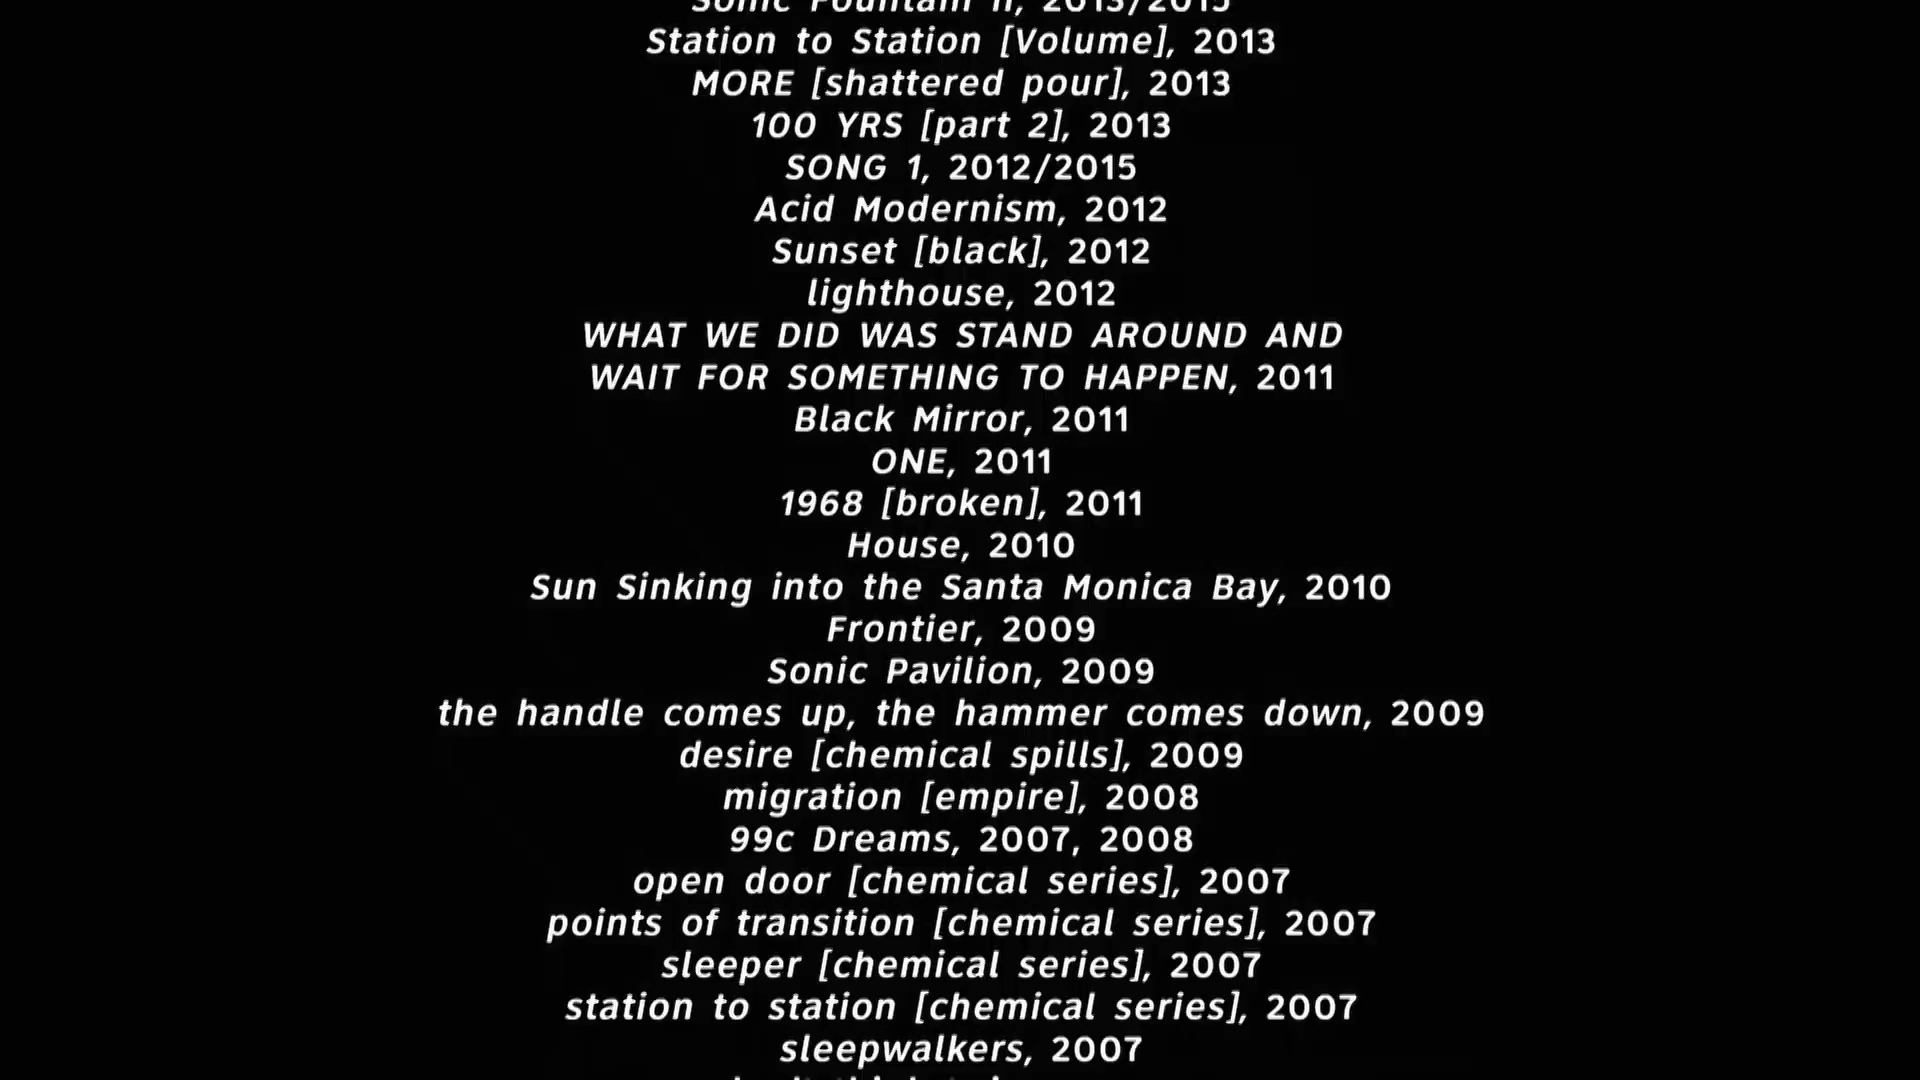 Sonic Fountain II, 2013/2015
Station to Station [Volume], 2013
MORE [shattered pour], 2013
100 YRS [part 2], 2013
SONG 1, 2012/2015
Acid Modernism, 2012
Sunset [black], 2012
lighthouse, 2012
WHAT WE DID WAS STAND AROUND AND
WAIT FOR SOMETHING TO HAPPEN, 2011
Black Mirror, 2011
ONE, 2011
1968 [broken], 2011
House, 2010
Sun Sinking into the Santa Monica Bay, 2010
Frontier, 2009
Sonic Pavilion, 2009
the handle comes up, the hammer comes down, 2009
desire [chemical spills], 2009
migration [empire], 2008
99c Dreams, 2007, 2008
open door [chemical series], 2007
points of transition [chemical series], 2007
sleeper [chemical series], 2007
station to station [chemical series], 2007
sleepwalkers, 2007